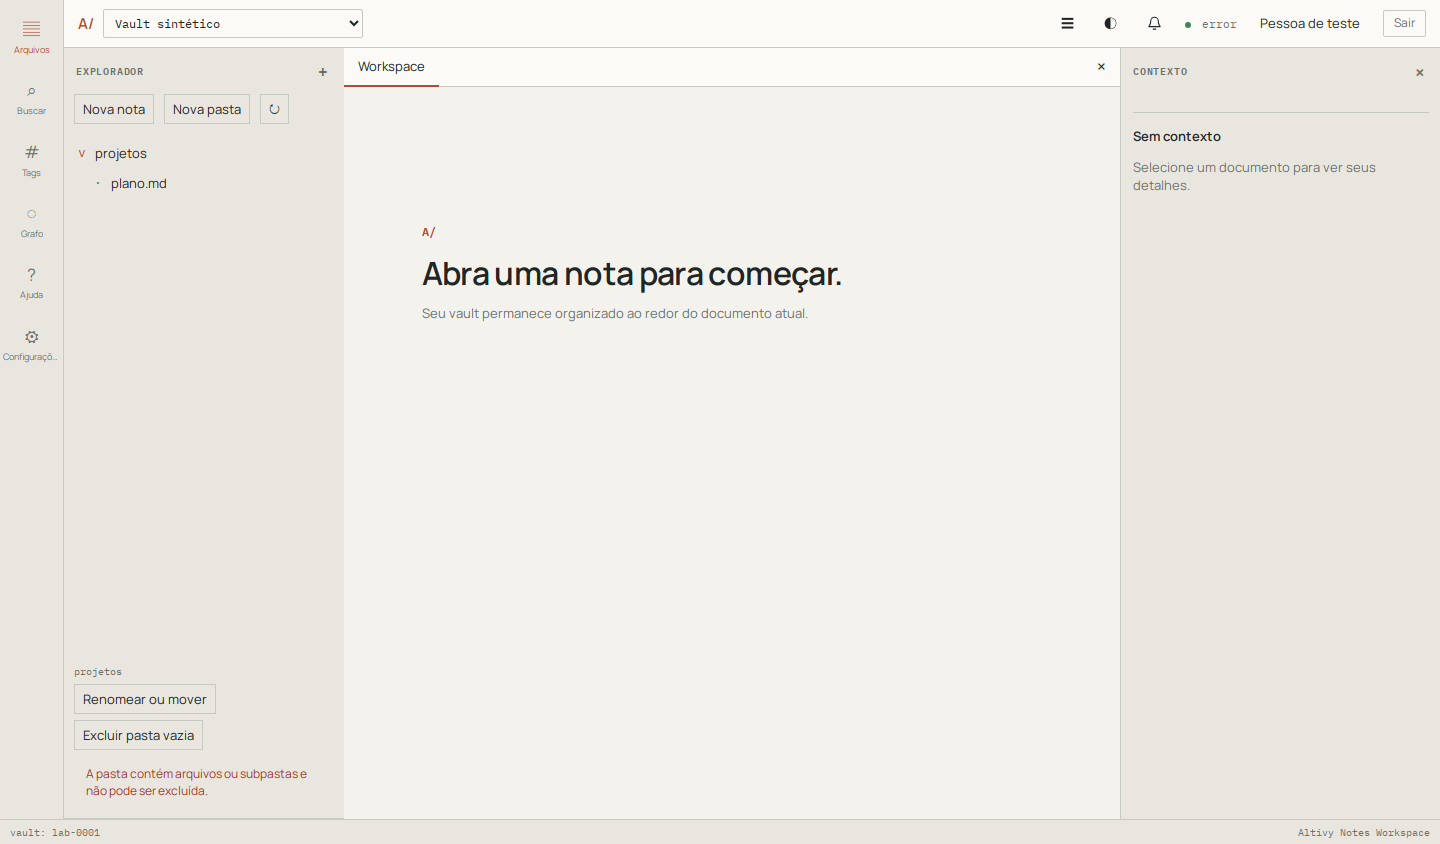 Arquivos
Buscar
Tags
Grafo
Ajuda
Configuraçõ...
A/
Vault sintético
error
Pessoa de teste
Sair
EXPLORADOR
+
Nova nota
Nova pasta
projetos
plano.md
projetos
Renomear ou mover
Excluir pasta vazia
A pasta contém arquivos ou subpastas e
não pode ser excluída.
Workspace
×
A/
Abra uma nota para começar.
Seu vault permanece organizado ao redor do documento atual.
CONTEXTO
×
Sem contexto
Selecione um documento para ver seus
detalhes.
vault: lab-0001
Altivy Notes Workspace